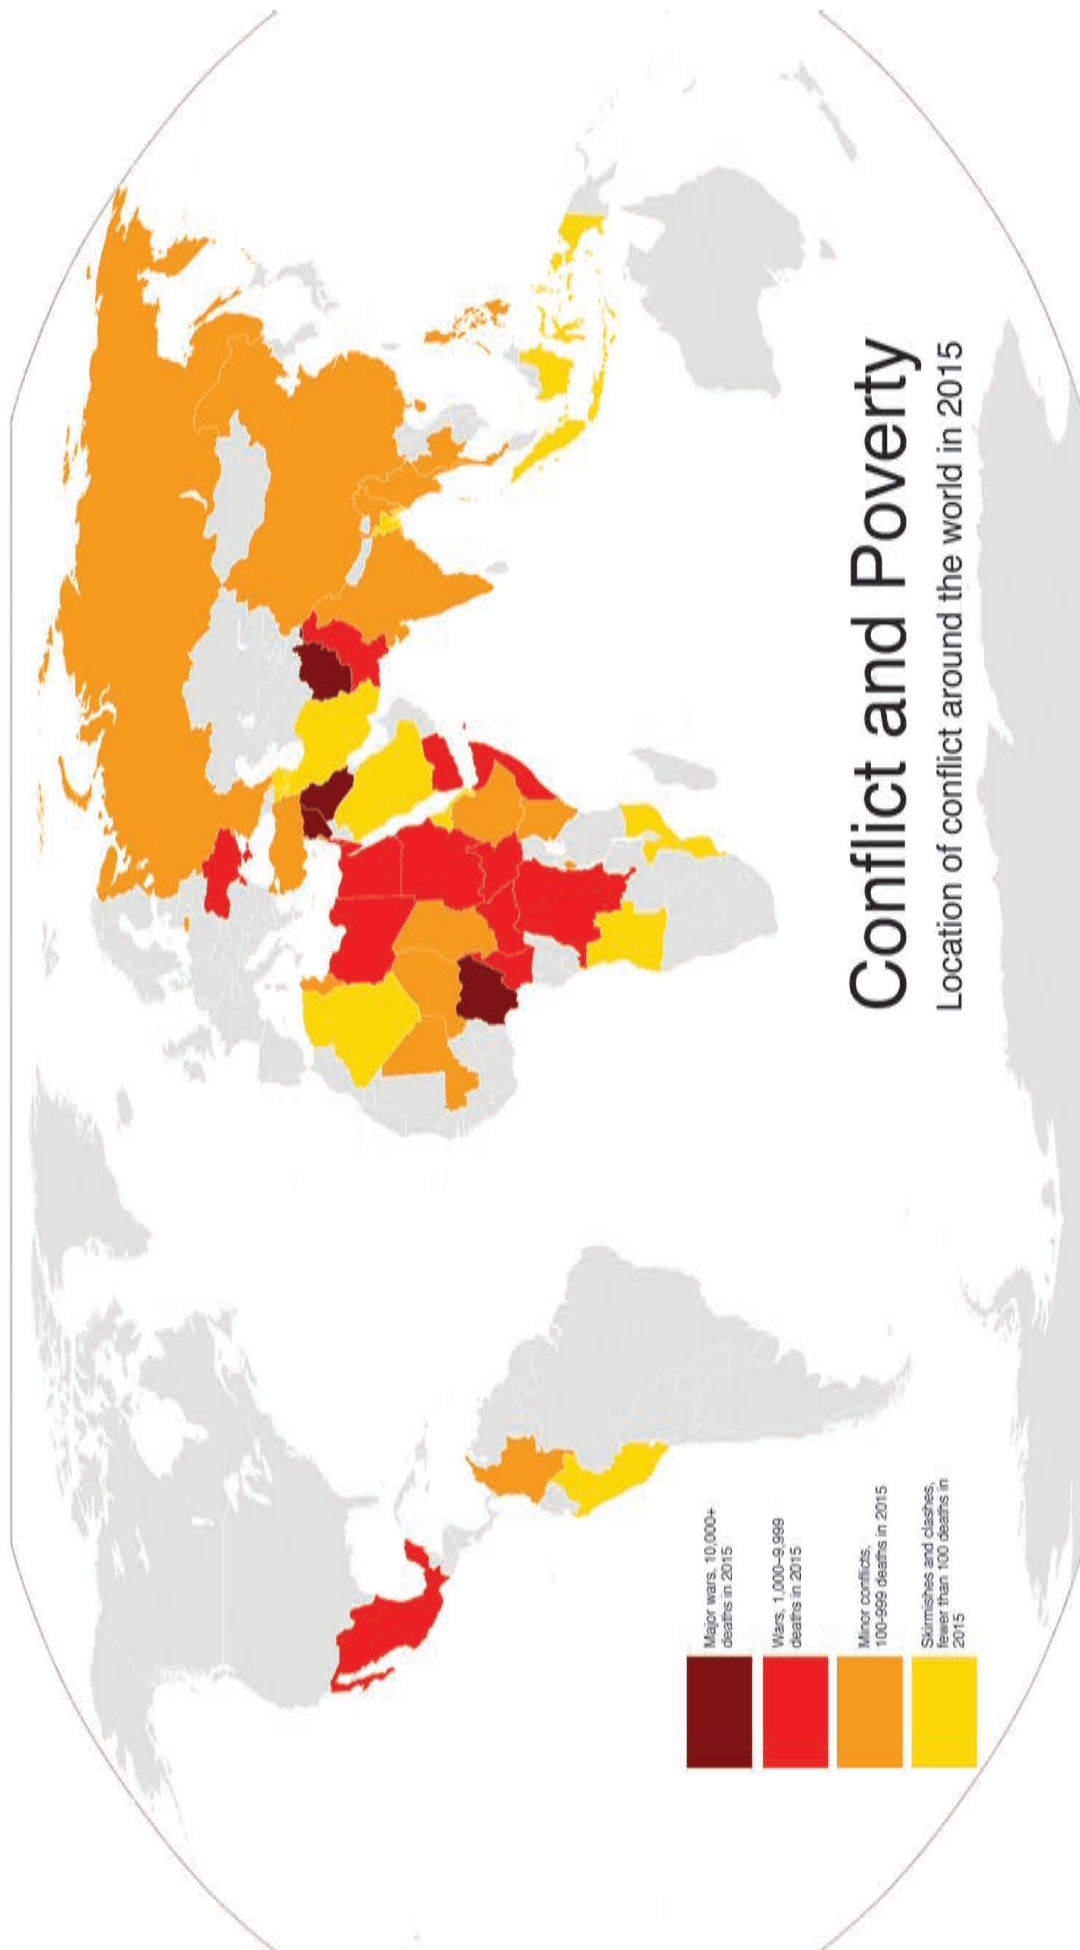 Conflict and Poverty
Location of conflict around the world in 2015
Major wars, 10,000+
deaths in 2015
Wars, 1,000–9,999
deaths in 2015
Minor conflicts,
100-999 deaths in 2015
Skirmishes and clashes,
fewer than 100 deaths in
2015